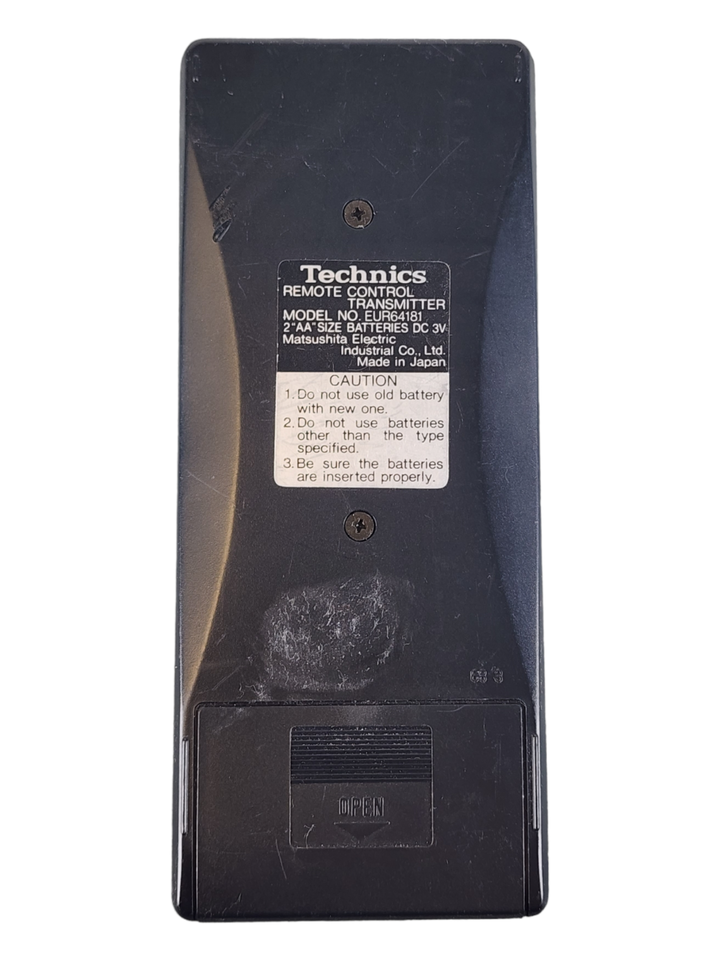 Technics
REMOTE CONTROL
TRANSMITTER
MODEL NO. EUR64181
2"AA"SIZE BATTERIES DC 3V
Matsushita Electric
Industrial Co., Ltd.
Made in Japan
CAUTION
1. Do not use old battery
with new one.
2. Do not use batteries
other than the type
specified.
3. Be sure the batteries
are inserted properly.
OPEN